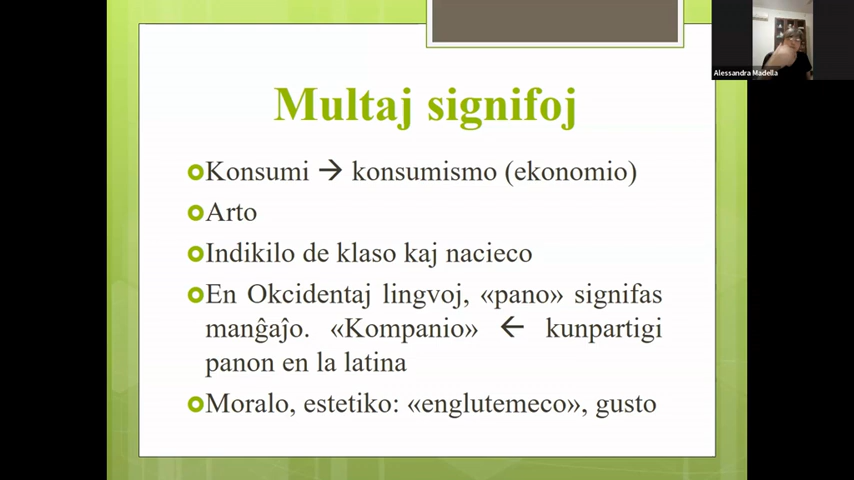 Alessandra Madella
Multaj signifoj
Konsumi → konsumismo (ekonomio)
Arto
Indikilo de klaso kaj nacieco
En Okcidentaj lingvoj, «pano» signifas
manĝaĵo. «Kompanio» ← kunpartigi
panon en la latina
Moralo, estetiko: «englutemeco», gusto